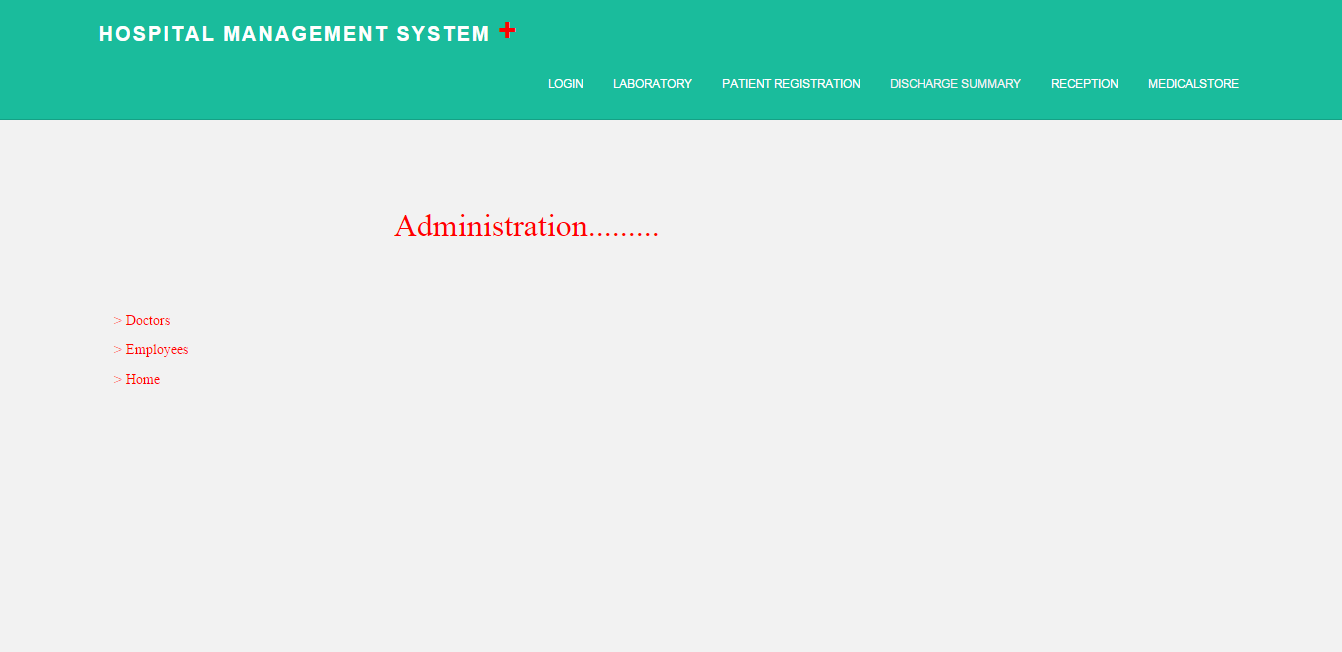 HOSPITAL MANAGEMENT SYSTEM +
LOGIN LABORATORY PATIENT REGISTRATION DISCHARGE SUMMARY RECEPTION MEDICALSTORE
Administration.........
> Doctors
> Employees
> Home